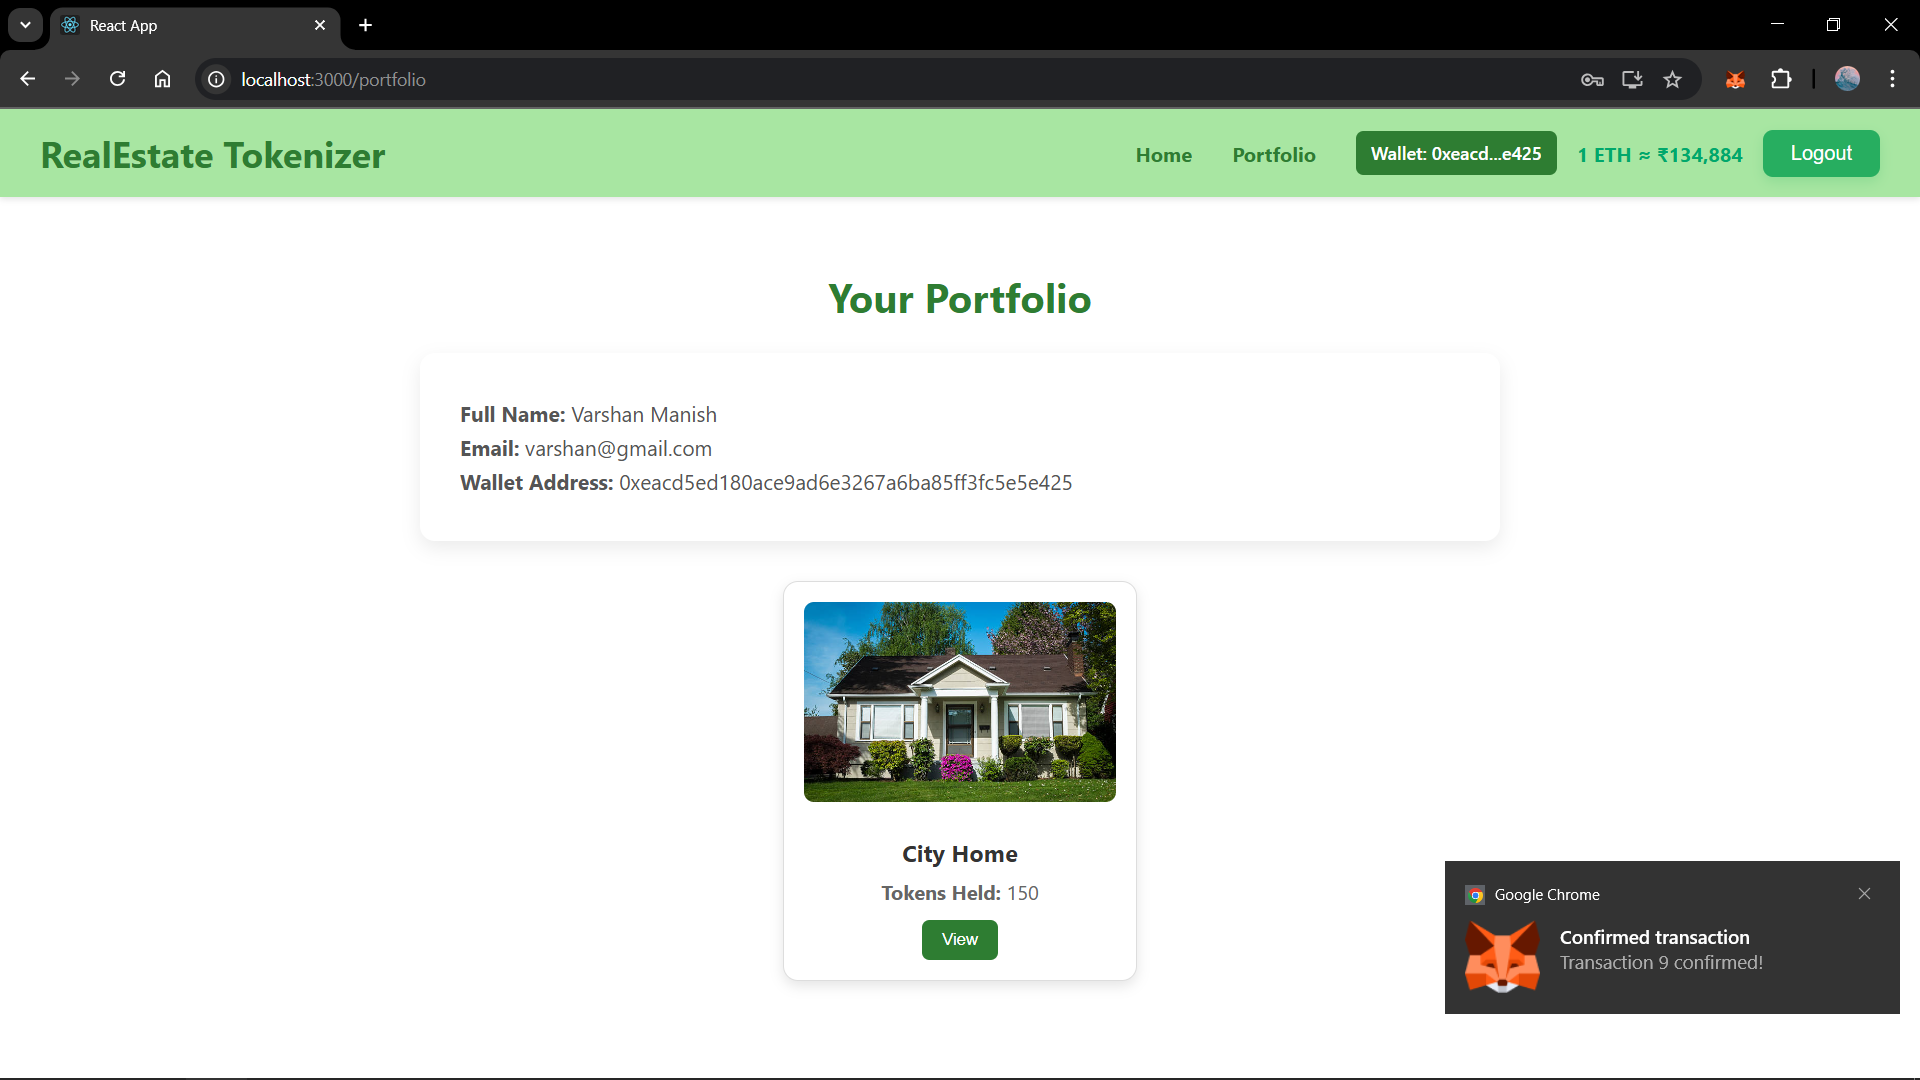 React App
localhost:3000/portfolio
RealEstate Tokenizer
Home
Portfolio
Wallet: 0xeacd...e425
1 ETH ≈ ₹134,884
Logout
Your Portfolio
Full Name: Varshan Manish
Email: varshan@gmail.com
Wallet Address: 0xeacd5ed180ace9ad6e3267a6ba85ff3fc5e5e425
City Home
Tokens Held: 150
View
Google Chrome
Confirmed transaction
Transaction 9 confirmed!